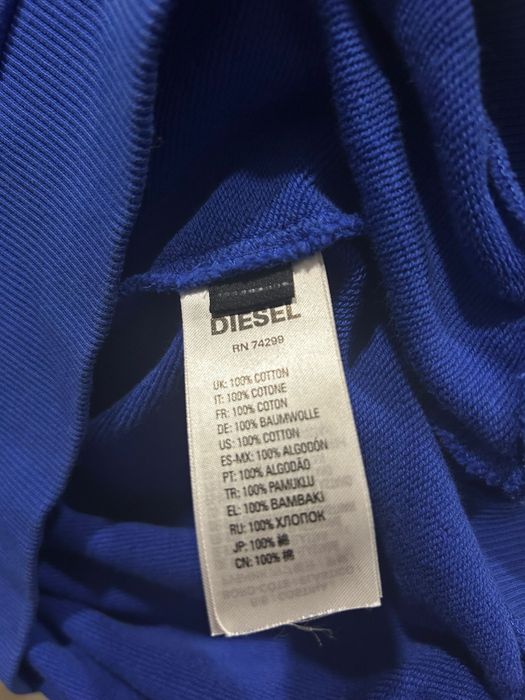 DIESEL
RN 74299
UK: 100% COTTON
IT: 100% COTONE
FR: 100% COTON
DE: 100% BAUMWOLLE
US: 100% COTTON
ES-MX: 100% ALGODÓN
PT: 100% ALGODÃO
TR: 100% PAMUKLU
EL: 100% BAMBAKI
RU: 100% ХЛОПОК
JP: 100% 綿
CN: 100% 棉